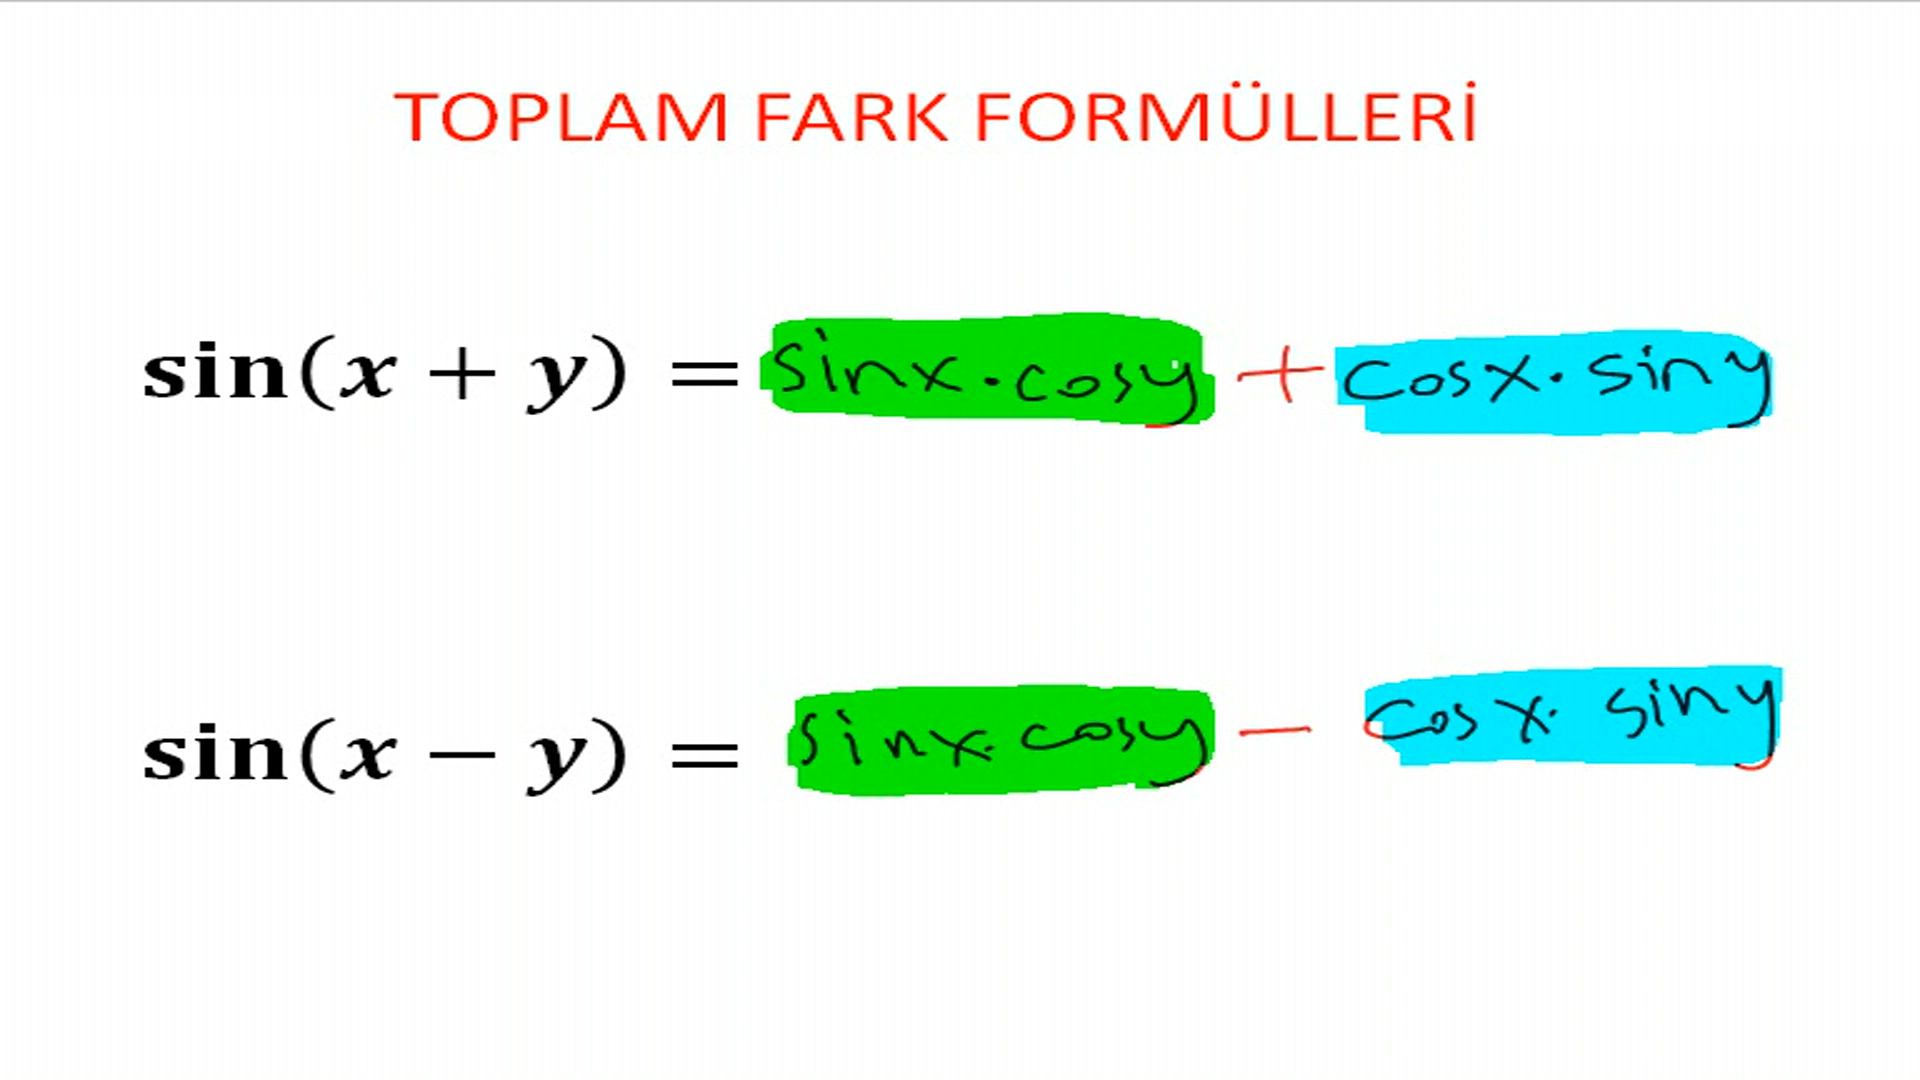 TOPLAM FARK FORMÜLLERİ
sin(x + y) = sinx·cosy + cosx·siny
sin(x − y) = sinx·cosy − cosx·siny